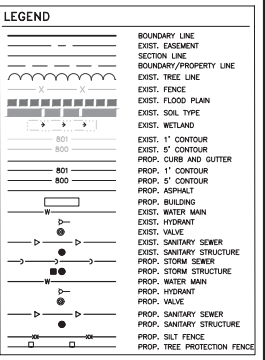 LEGEND
BOUNDARY LINE
EXIST. EASEMENT
SECTION LINE
BOUNDARY/PROPERTY LINE
EXIST. TREE LINE
X X EXIST. FENCE
EXIST. FLOOD PLAIN
EXIST. SOIL TYPE
EXIST. WETLAND
801 EXIST. 1' CONTOUR
800 EXIST. 5' CONTOUR
PROP. CURB AND GUTTER
801 PROP. 1' CONTOUR
800 PROP. 5' CONTOUR
PROP. ASPHALT
PROP. BUILDING
W EXIST. WATER MAIN
EXIST. HYDRANT
EXIST. VALVE
EXIST. SANITARY SEWER
EXIST. SANITARY STRUCTURE
PROP. STORM SEWER
PROP. STORM STRUCTURE
W PROP. WATER MAIN
PROP. HYDRANT
PROP. VALVE
PROP. SANITARY SEWER
PROP. SANITARY STRUCTURE
PROP. SILT FENCE
PROP. TREE PROTECTION FENCE